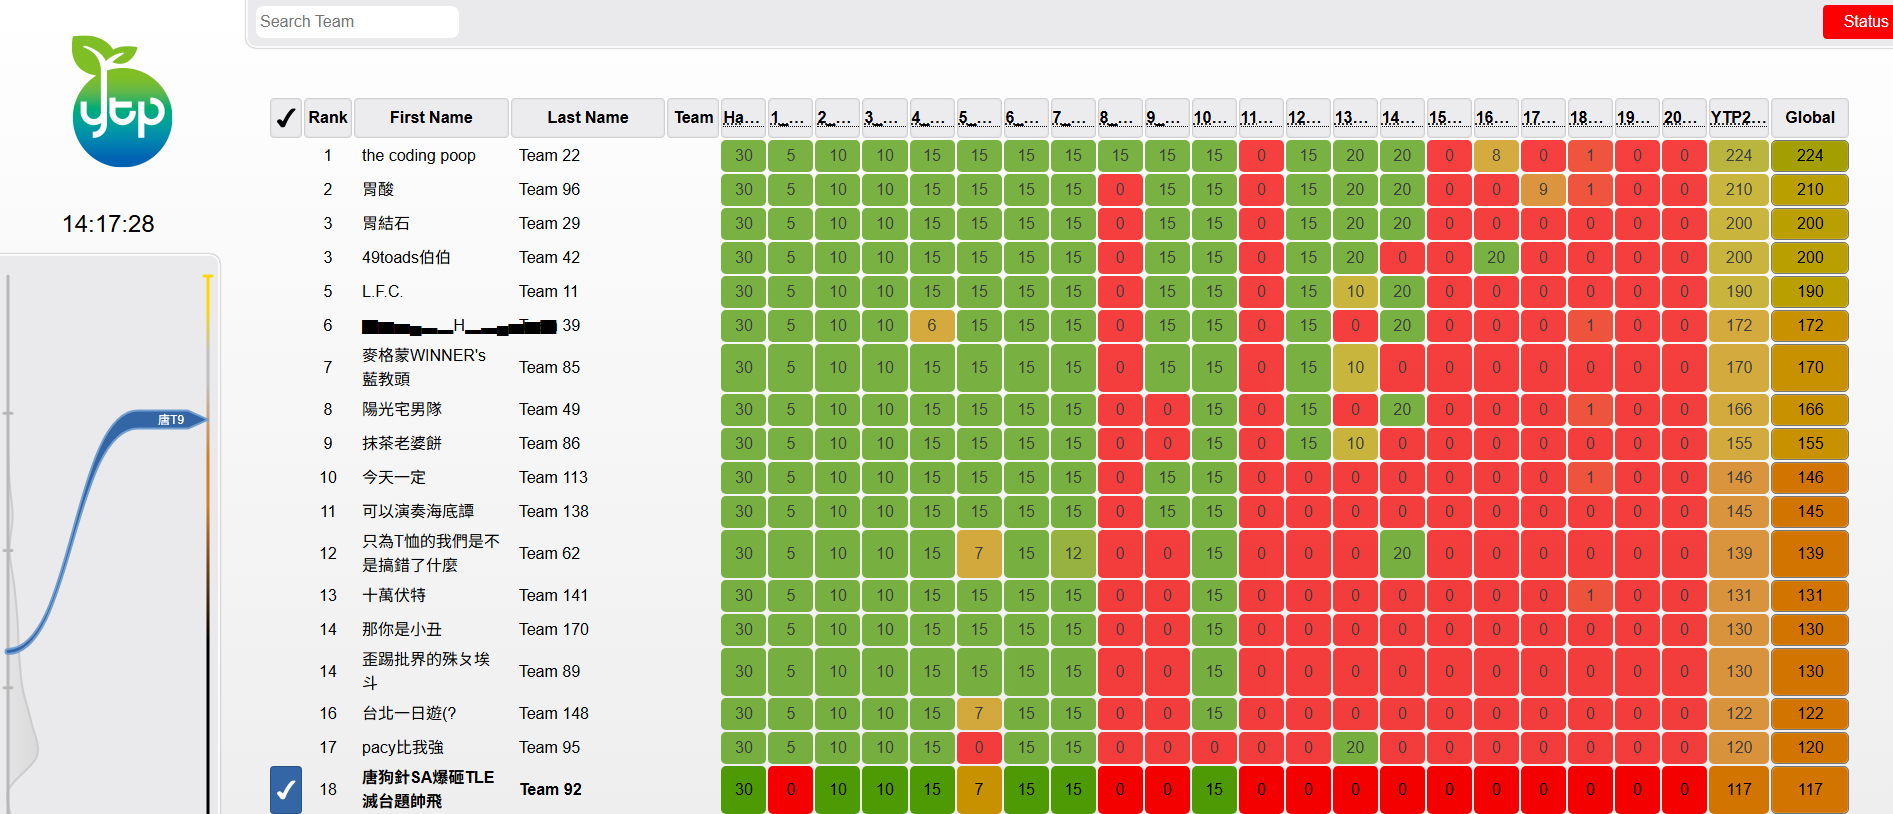 Search Team
Status
ytp
14:17:28
唐T9
✓ Rank First Name Last Name Team Ha... 1_... 2_... 3_... 4_... 5_... 6_... 7_... 8_... 9_... 10... 11... 12... 13... 14... 15... 16... 17... 18... 19... 20... YTP2... Global
1 the coding poop Team 22 30 5 10 10 15 15 15 15 15 15 15 0 15 20 20 0 8 0 1 0 0 224 224
2 胃酸 Team 96 30 5 10 10 15 15 15 15 0 15 15 0 15 20 20 0 0 9 1 0 0 210 210
3 胃結石 Team 29 30 5 10 10 15 15 15 15 0 15 15 0 15 20 20 0 0 0 0 0 0 200 200
3 49toads伯伯 Team 42 30 5 10 10 15 15 15 15 0 15 15 0 15 20 0 0 20 0 0 0 0 200 200
5 L.F.C. Team 11 30 5 10 10 15 15 15 15 0 15 15 0 15 10 20 0 0 0 0 0 0 190 190
6 H 39 30 5 10 10 6 15 15 15 0 15 15 0 15 0 20 0 0 0 1 0 0 172 172
7 麥格蒙WINNER's
藍教頭 Team 85 30 5 10 10 15 15 15 15 0 15 15 0 15 10 0 0 0 0 0 0 0 170 170
8 陽光宅男隊 Team 49 30 5 10 10 15 15 15 15 0 0 15 0 15 0 20 0 0 0 1 0 0 166 166
9 抹茶老婆餅 Team 86 30 5 10 10 15 15 15 15 0 0 15 0 15 10 0 0 0 0 0 0 0 155 155
10 今天一定 Team 113 30 5 10 10 15 15 15 15 0 15 15 0 0 0 0 0 0 0 1 0 0 146 146
11 可以演奏海底譚 Team 138 30 5 10 10 15 15 15 15 0 15 15 0 0 0 0 0 0 0 0 0 0 145 145
12 只為T恤的我們是不
是搞錯了什麼 Team 62 30 5 10 10 15 7 15 12 0 0 15 0 0 0 20 0 0 0 0 0 0 139 139
13 十萬伏特 Team 141 30 5 10 10 15 15 15 15 0 0 15 0 0 0 0 0 0 0 1 0 0 131 131
14 那你是小丑 Team 170 30 5 10 10 15 15 15 15 0 0 15 0 0 0 0 0 0 0 0 0 0 130 130
14 歪踢批界的殊ㄆ埃
斗 Team 89 30 5 10 10 15 15 15 15 0 0 15 0 0 0 0 0 0 0 0 0 0 130 130
16 台北一日遊(? Team 148 30 5 10 10 15 7 15 15 0 0 15 0 0 0 0 0 0 0 0 0 0 122 122
17 pacy比我強 Team 95 30 5 10 10 15 0 15 15 0 0 0 0 0 20 0 0 0 0 0 0 0 120 120
✓ 18 唐狗針SA爆砸TLE
滅台題帥飛 Team 92 30 0 10 10 15 7 15 15 0 0 15 0 0 0 0 0 0 0 0 0 0 117 117